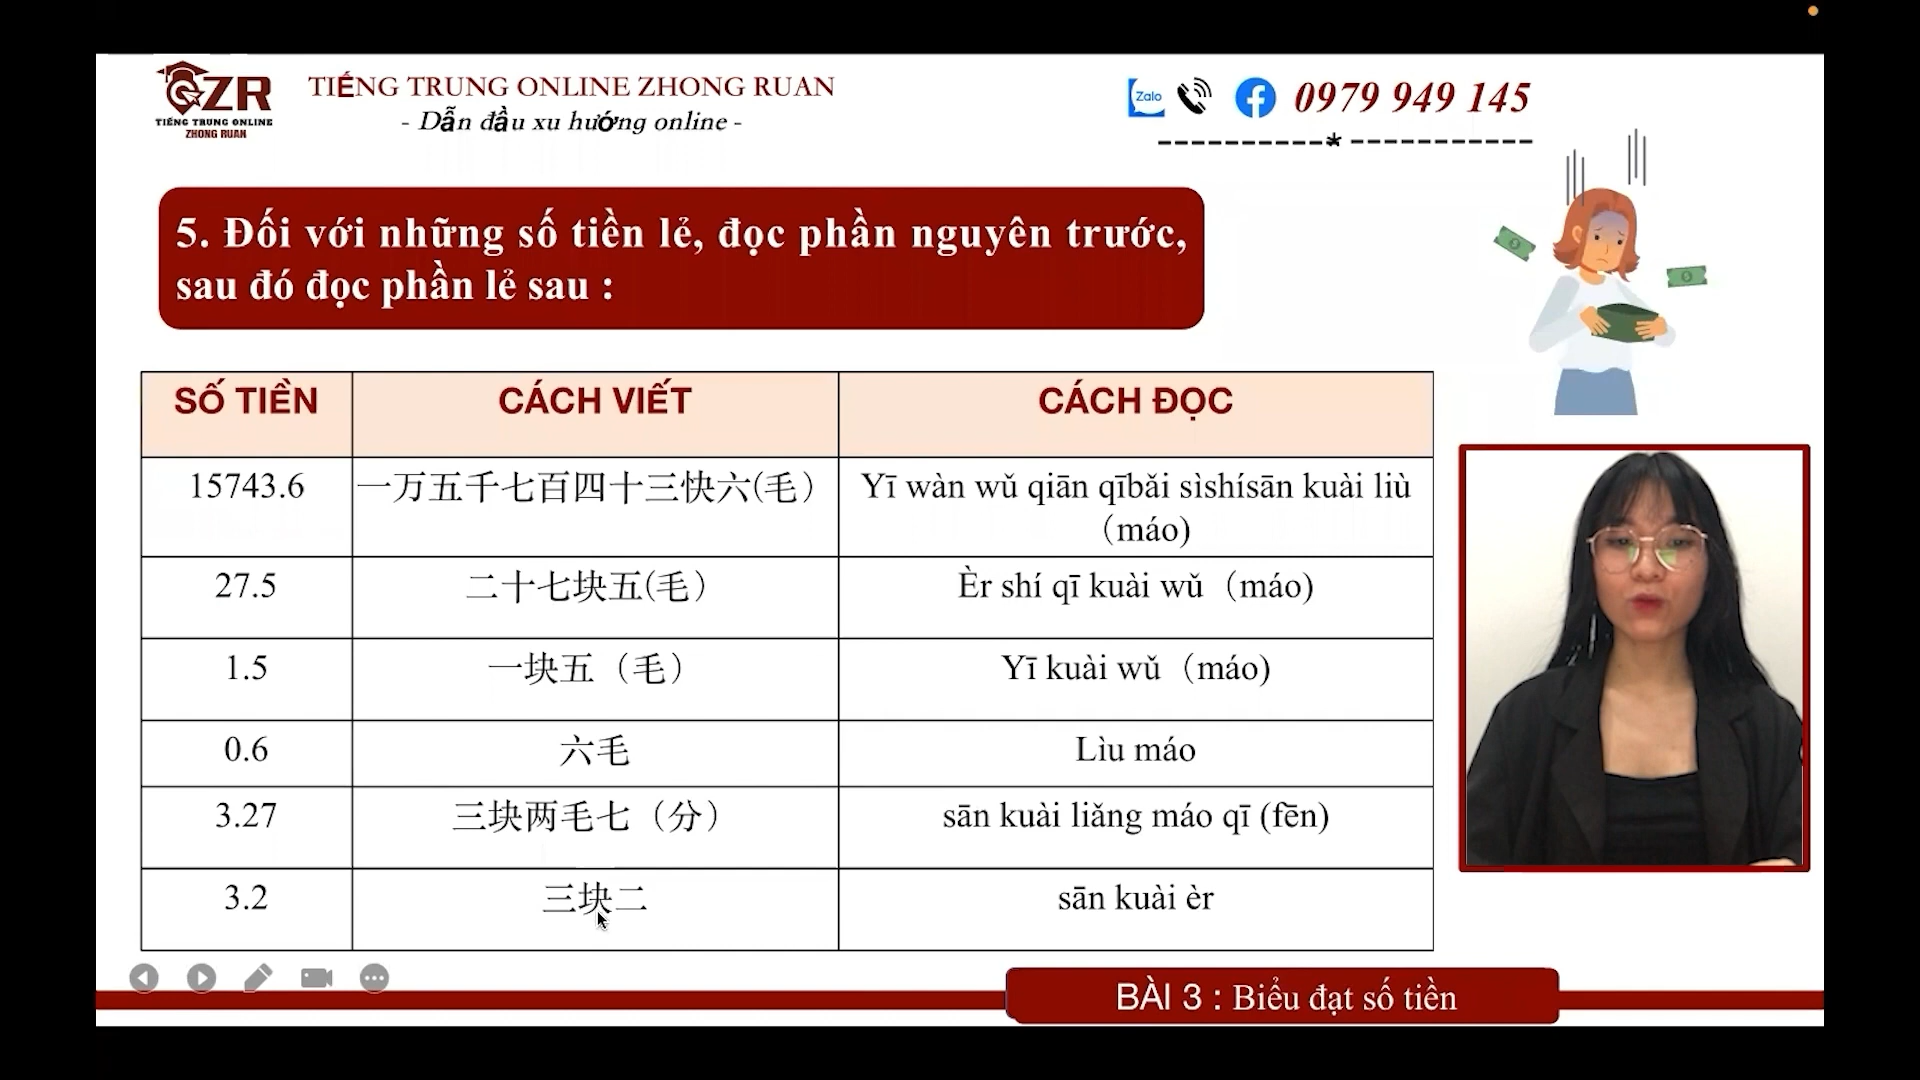 ZR
TIẾNG TRUNG ONLINE
ZHONG RUAN
TIẾNG TRUNG ONLINE ZHONG RUAN
- Dẫn đầu xu hướng online -
Zalo
0979 949 145
-----------*-----------
5. Đối với những số tiền lẻ, đọc phần nguyên trước,
sau đó đọc phần lẻ sau :
SỐ TIỀN CÁCH VIẾT CÁCH ĐỌC
15743.6 一万五千七百四十三快六(毛） Yī wàn wǔ qiān qībǎi sìshísān kuài liù
（máo)
27.5 二十七块五(毛） Èr shí qī kuài wǔ（máo)
1.5 一块五（毛） Yī kuài wǔ（máo)
0.6 六毛 Lìu máo
3.27 三块两毛七（分） sān kuài liǎng máo qī (fēn)
3.2 三块二 sān kuài èr
BÀI 3 : Biểu đạt số tiền